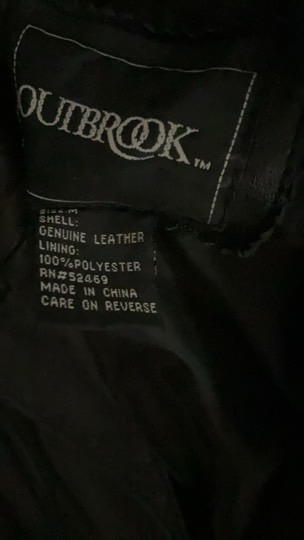 OUTBROOK™
SIZE:M
SHELL:
GENUINE LEATHER
LINING:
100%POLYESTER
RN#52469
MADE IN CHINA
CARE ON REVERSE